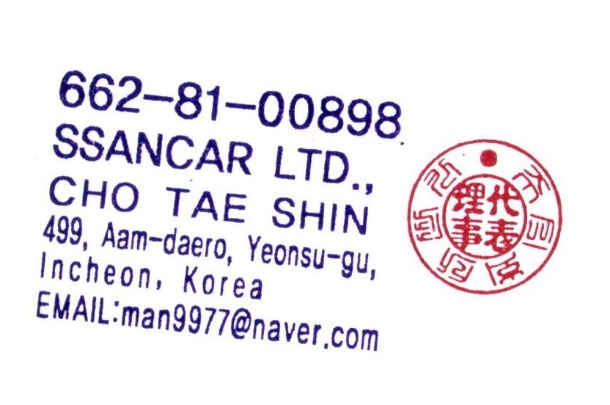 662-81-00898
SSANCAR LTD.,
CHO TAE SHIN
499, Aam-daero, Yeonsu-gu,
Incheon, Korea
EMAIL:man9977@naver.com
代表
理事